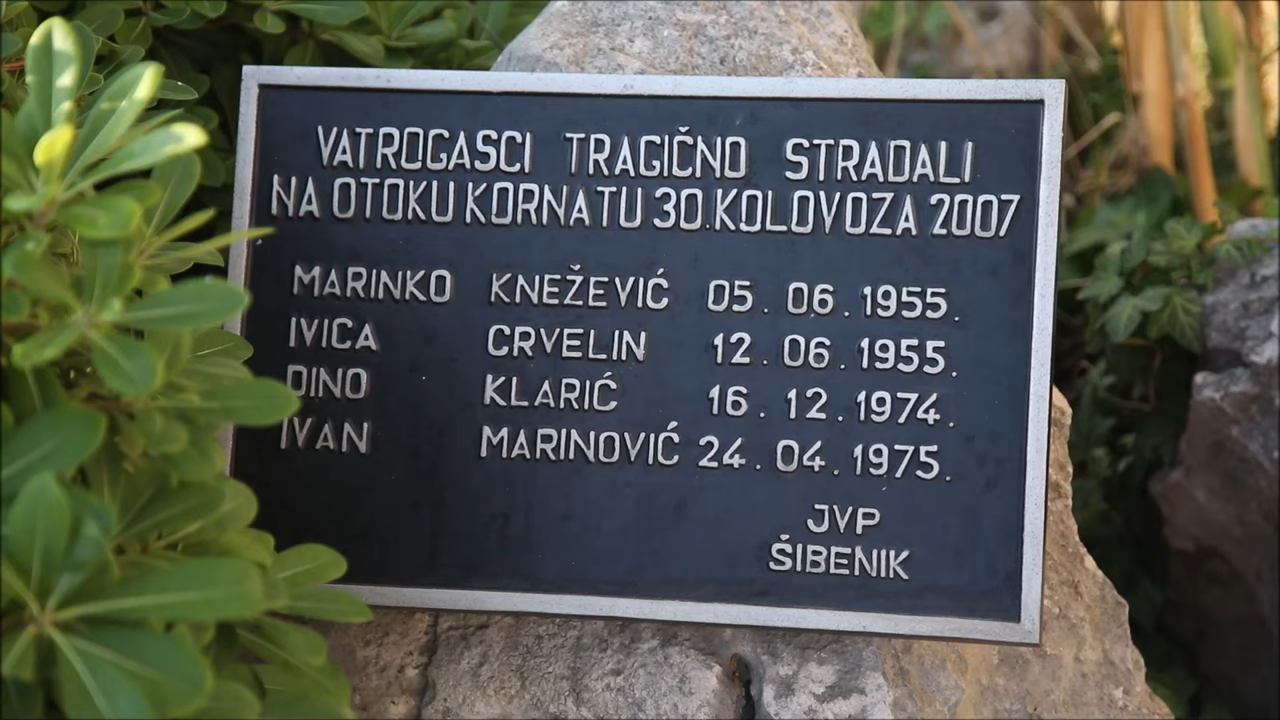 VATROGASCI TRAGIČNO STRADALI
NA OTOKU KORNATU 30.KOLOVOZA 2007
MARINKO KNEŽEVIĆ 05.06.1955.
IVICA CRVELIN 12.06.1955.
DINO KLARIĆ 16.12.1974.
IVAN MARINOVIĆ 24.04.1975.
JVP
ŠIBENIK